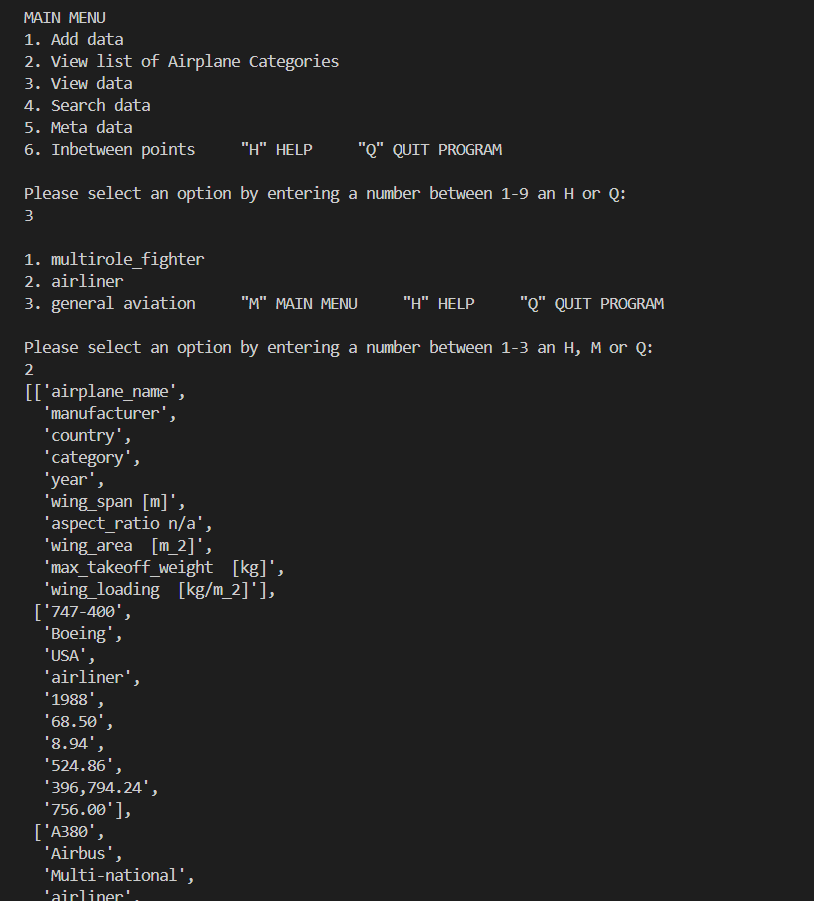 MAIN MENU
1. Add data
2. View list of Airplane Categories
3. View data
4. Search data
5. Meta data
6. Inbetween points     "H" HELP     "Q" QUIT PROGRAM
Please select an option by entering a number between 1-9 an H or Q:
3
1. multirole_fighter
2. airliner
3. general aviation     "M" MAIN MENU     "H" HELP     "Q" QUIT PROGRAM
Please select an option by entering a number between 1-3 an H, M or Q:
2
[['airplane_name',
  'manufacturer',
  'country',
  'category',
  'year',
  'wing_span [m]',
  'aspect_ratio n/a',
  'wing_area  [m_2]',
  'max_takeoff_weight  [kg]',
  'wing_loading  [kg/m_2]'],
 ['747-400',
  'Boeing',
  'USA',
  'airliner',
  '1988',
  '68.50',
  '8.94',
  '524.86',
  '396,794.24',
  '756.00'],
 ['A380',
  'Airbus',
  'Multi-national',
  'airliner',